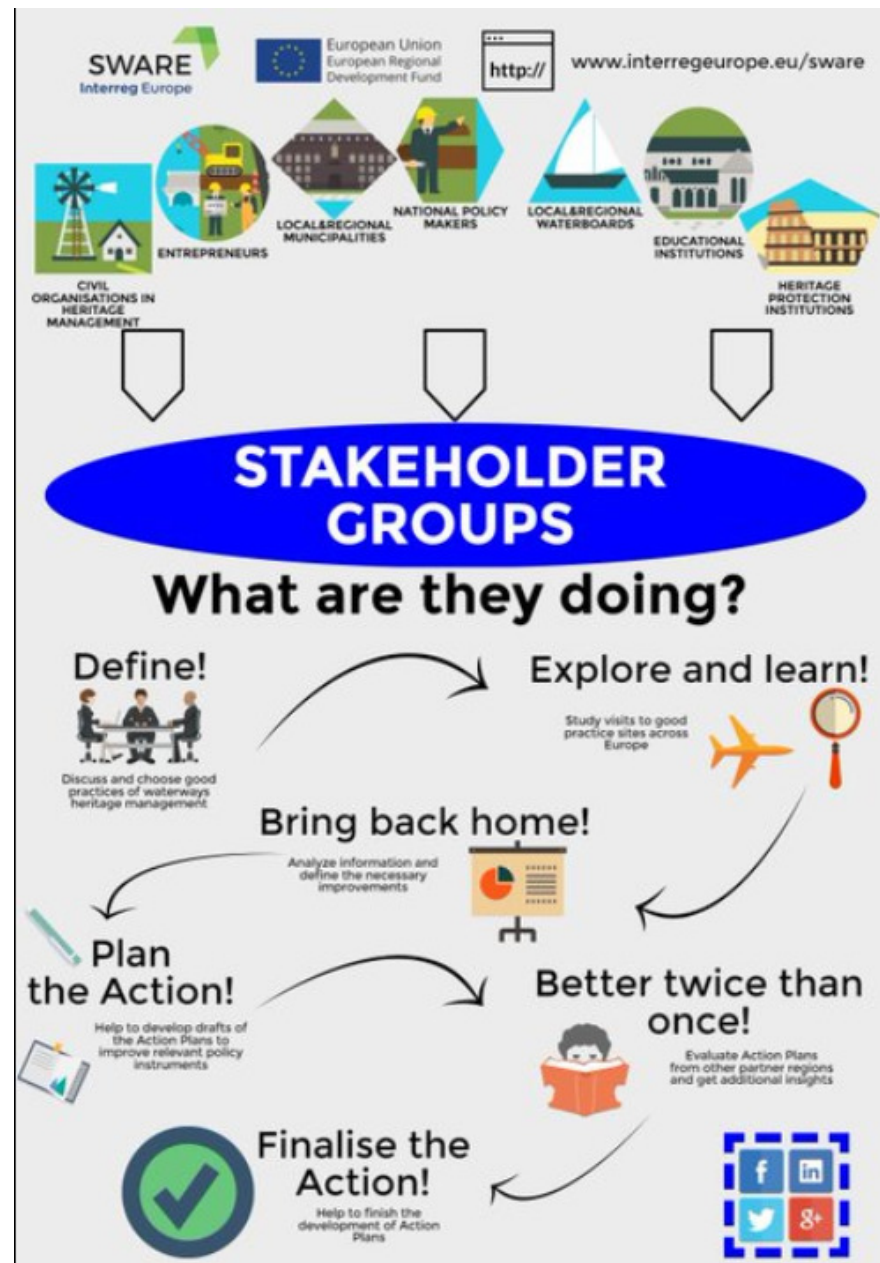 SWARE
Interreg Europe
European Union
European Regional
Development Fund
http://
www.interregeurope.eu/sware
CIVIL
ORGANISATIONS IN
HERITAGE
MANAGEMENT
ENTREPRENEURS
LOCAL&REGIONAL
MUNICIPALITIES
NATIONAL POLICY
MAKERS
LOCAL&REGIONAL
WATERBOARDS
EDUCATIONAL
INSTITUTIONS
HERITAGE
PROTECTION
INSTITUTIONS
STAKEHOLDER
GROUPS
What are they doing?
Define!
Discuss and choose good
practices of waterways
heritage management
Explore and learn!
Study visits to good
practice sites across
Europe
Bring back home!
Analyze information and
define the necessary
improvements
Plan
the Action!
Help to develop drafts of
the Action Plans to
improve relevant policy
instruments
Better twice than
once!
Evaluate Action Plans
from other partner regions
and get additional insights
Finalise the
Action!
Help to finish the
development of Action
Plans
f
in
g+